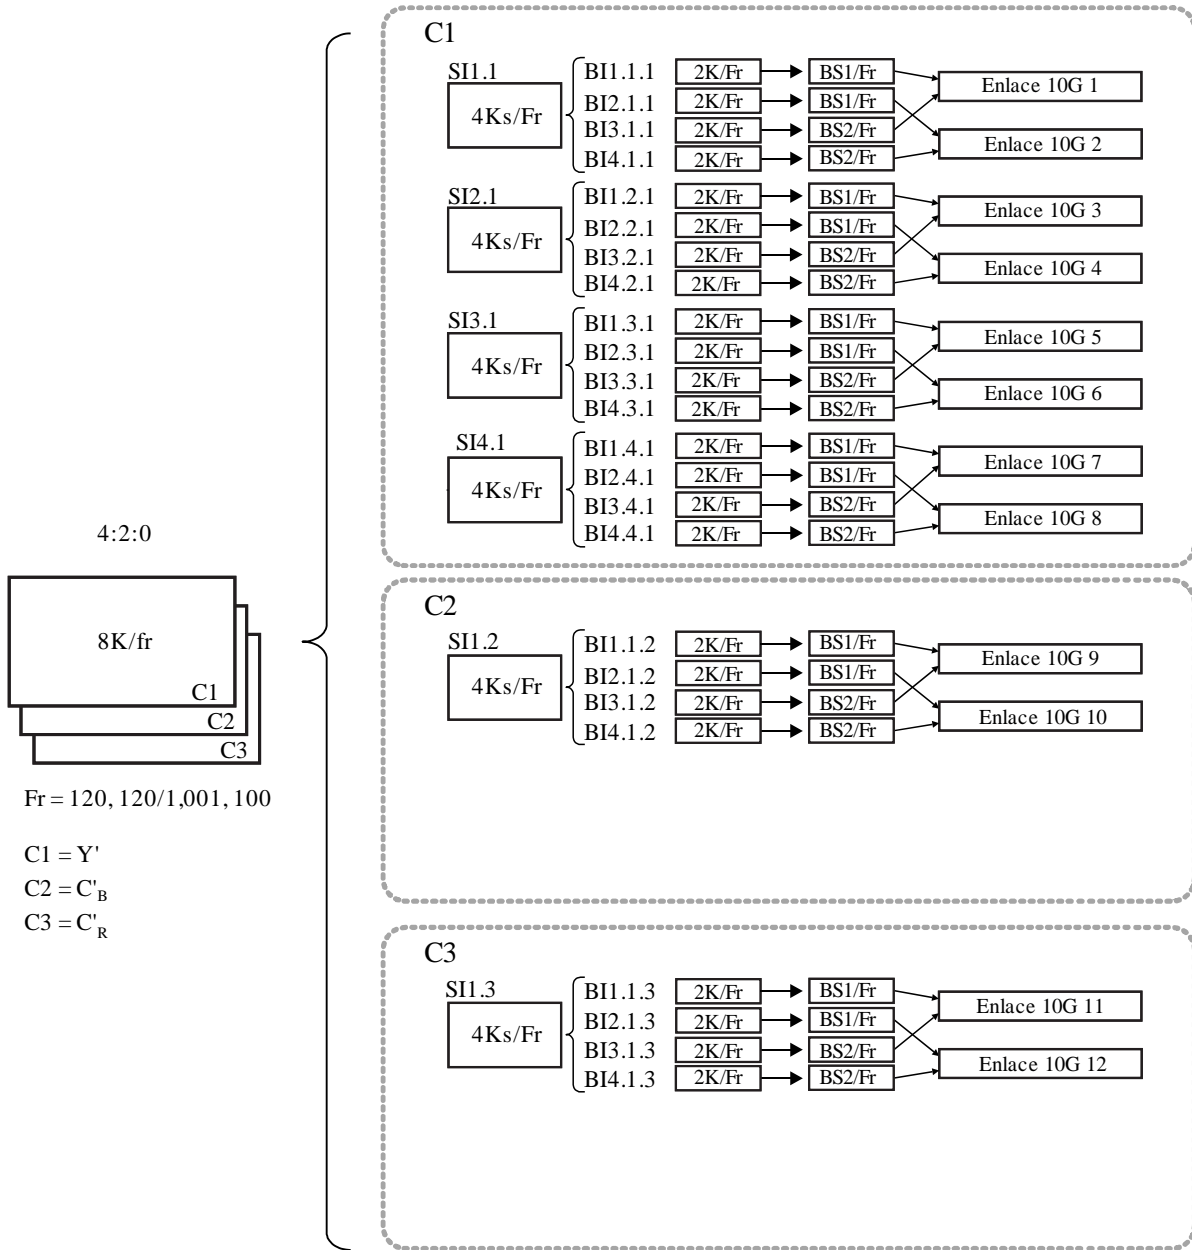 4:2:0
8K/fr
C1
C2
C3
Fr = 120, 120/1,001, 100
C1 = Y'
C2 = C'B
C3 = C'R
C1
SI1.1
4Ks/Fr
BI1.1.1 2K/Fr BS1/Fr
BI2.1.1 2K/Fr BS1/Fr
BI3.1.1 2K/Fr BS2/Fr
BI4.1.1 2K/Fr BS2/Fr
Enlace 10G 1
Enlace 10G 2
SI2.1
4Ks/Fr
BI1.2.1 2K/Fr BS1/Fr
BI2.2.1 2K/Fr BS1/Fr
BI3.2.1 2K/Fr BS2/Fr
BI4.2.1 2K/Fr BS2/Fr
Enlace 10G 3
Enlace 10G 4
SI3.1
4Ks/Fr
BI1.3.1 2K/Fr BS1/Fr
BI2.3.1 2K/Fr BS1/Fr
BI3.3.1 2K/Fr BS2/Fr
BI4.3.1 2K/Fr BS2/Fr
Enlace 10G 5
Enlace 10G 6
SI4.1
4Ks/Fr
BI1.4.1 2K/Fr BS1/Fr
BI2.4.1 2K/Fr BS1/Fr
BI3.4.1 2K/Fr BS2/Fr
BI4.4.1 2K/Fr BS2/Fr
Enlace 10G 7
Enlace 10G 8
C2
SI1.2
4Ks/Fr
BI1.1.2 2K/Fr BS1/Fr
BI2.1.2 2K/Fr BS1/Fr
BI3.1.2 2K/Fr BS2/Fr
BI4.1.2 2K/Fr BS2/Fr
Enlace 10G 9
Enlace 10G 10
C3
SI1.3
4Ks/Fr
BI1.1.3 2K/Fr BS1/Fr
BI2.1.3 2K/Fr BS1/Fr
BI3.1.3 2K/Fr BS2/Fr
BI4.1.3 2K/Fr BS2/Fr
Enlace 10G 11
Enlace 10G 12